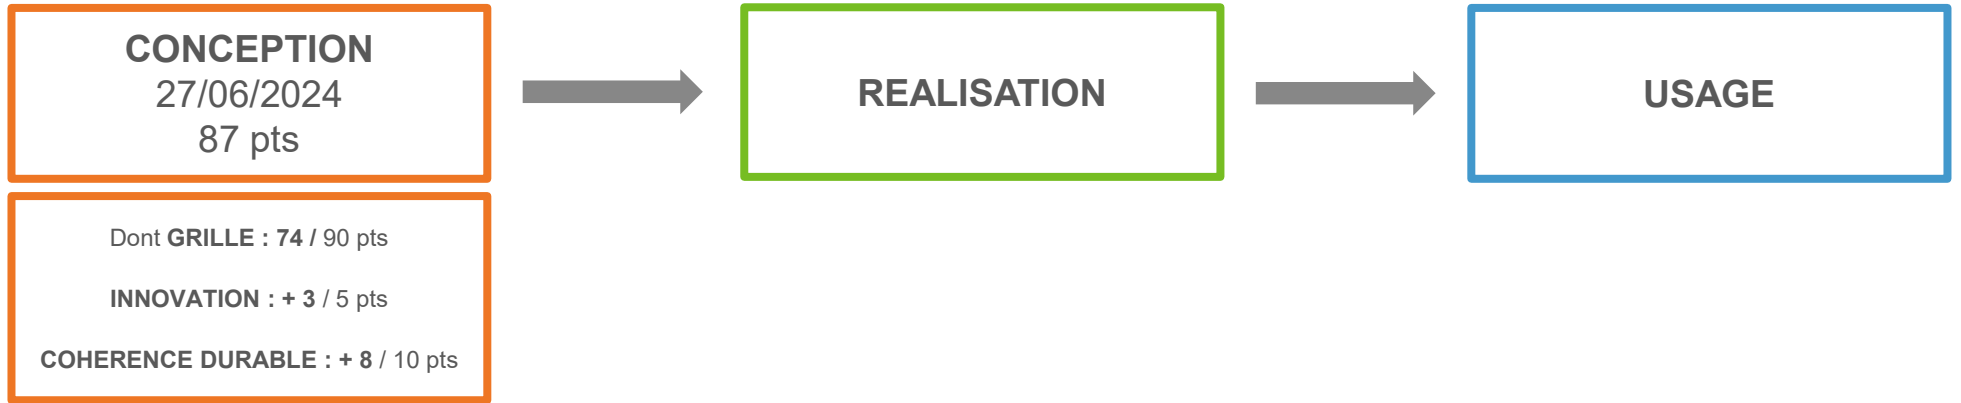 CONCEPTION
27/06/2024
87 pts
REALISATION
USAGE
Dont GRILLE : 74 / 90 pts
INNOVATION : + 3 / 5 pts
COHERENCE DURABLE : + 8 / 10 pts